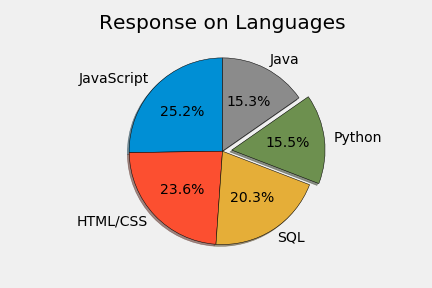 Response on Languages
Java
JavaScript
15.3%
25.2%
Python
15.5%
23.6%
20.3%
HTML/CSS
SQL